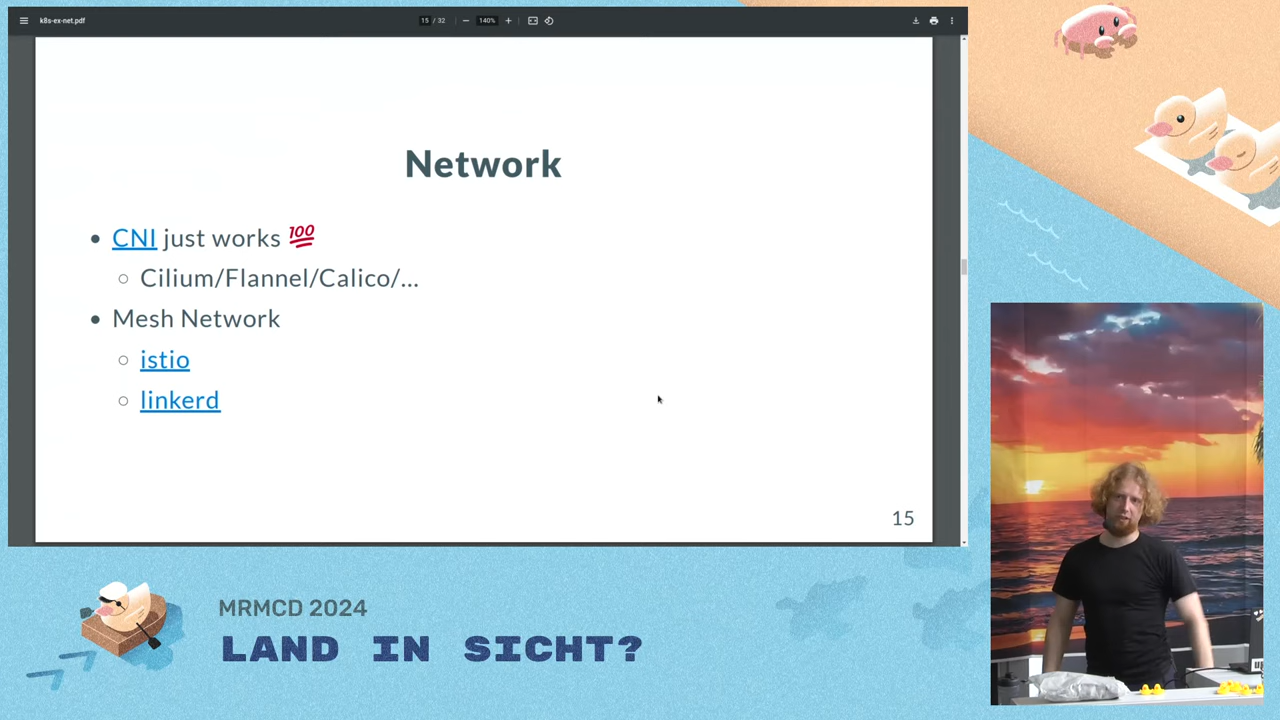 k8s-ex-net.pdf
15 / 32
140%
Network
CNI just works 💯
Cilium/Flannel/Calico/...
Mesh Network
istio
linkerd
15
MRMCD 2024
LAND IN SICHT?